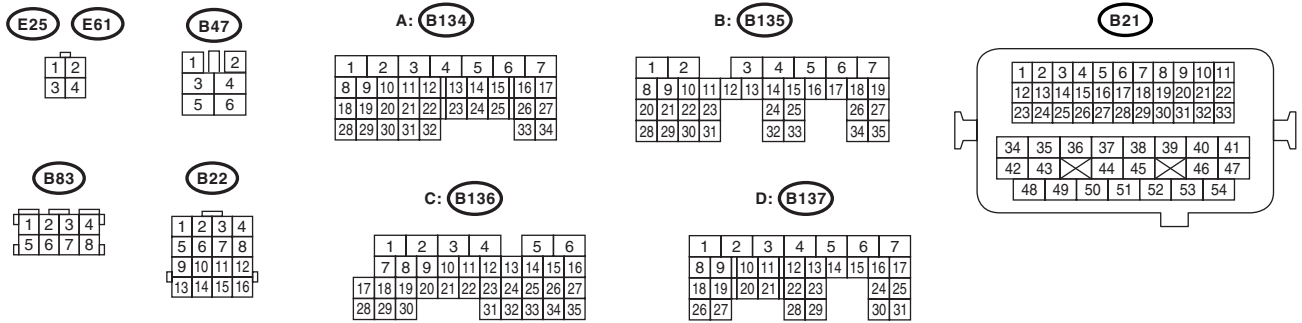 E25 E61
1 2
3 4
B47
1 2
3 4
5 6
A: B134
1 2 3 4 5 6 7
8 9 10 11 12 13 14 15 16 17
18 19 20 21 22 23 24 25 26 27
28 29 30 31 32 33 34
B: B135
1 2 3 4 5 6 7
8 9 10 11 12 13 14 15 16 17 18 19
20 21 22 23 24 25 26 27
28 29 30 31 32 33 34 35
B21
1 2 3 4 5 6 7 8 9 10 11
12 13 14 15 16 17 18 19 20 21 22
23 24 25 26 27 28 29 30 31 32 33
34 35 36 37 38 39 40 41
42 43 44 45 46 47
48 49 50 51 52 53 54
B83
1 2 3 4
5 6 7 8
B22
1 2 3 4
5 6 7 8
9 10 11 12
13 14 15 16
C: B136
1 2 3 4 5 6
7 8 9 10 11 12 13 14 15 16
17 18 19 20 21 22 23 24 25 26 27
28 29 30 31 32 33 34 35
D: B137
1 2 3 4 5 6 7
8 9 10 11 12 13 14 15 16 17
18 19 20 21 22 23 24 25
26 27 28 29 30 31